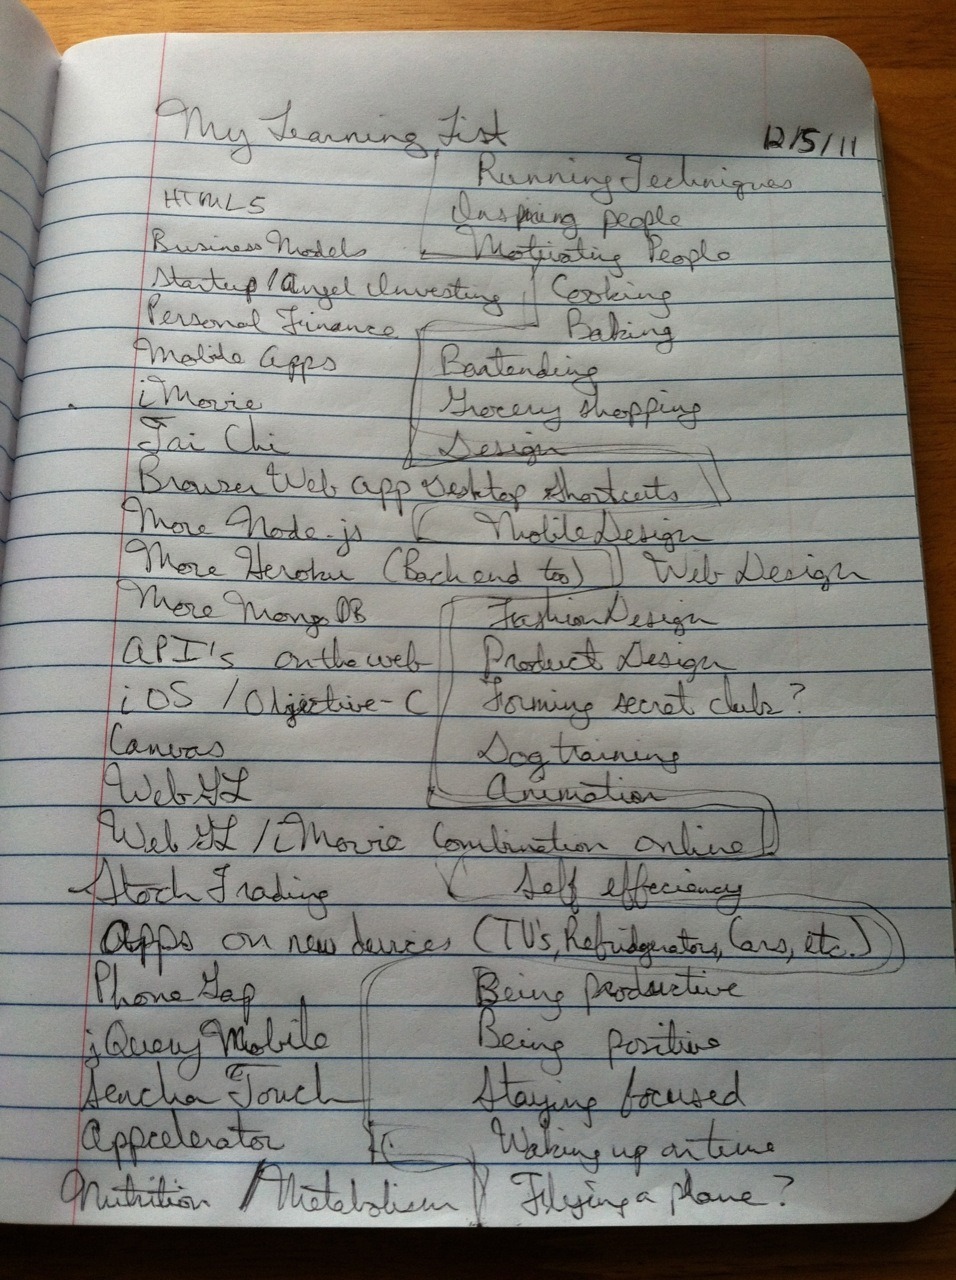 My Learning List
12/5/11
HTML5
Business Models
Startup/Angel Investing
Personal Finance
Mobile Apps
iMovie
Tai Chi
Browser Web app Desktop Shortcuts
More Node.js
More Heroku (Back end too)
More MongoDB
API's on the web
iOS / Objective-C
Canvas
WebGL
WebGL / iMovie Combination online
Stock Trading
Apps on new devices (TV's, Refridgerators, Cars, etc.)
PhoneGap
jQuery Mobile
Sencha Touch
Appcelerator
Nutrition / Metabolism
Running Techniques
Inspiring people
Motivating People
Cooking
Baking
Bartending
Grocery shopping
Design
Mobile Design
Web Design
Fashion Design
Product Design
Forming secret clubs?
Dog training
Animation
Self effeciency
Being productive
Being positive
Staying focused
Waking up on time
Flying a plane?